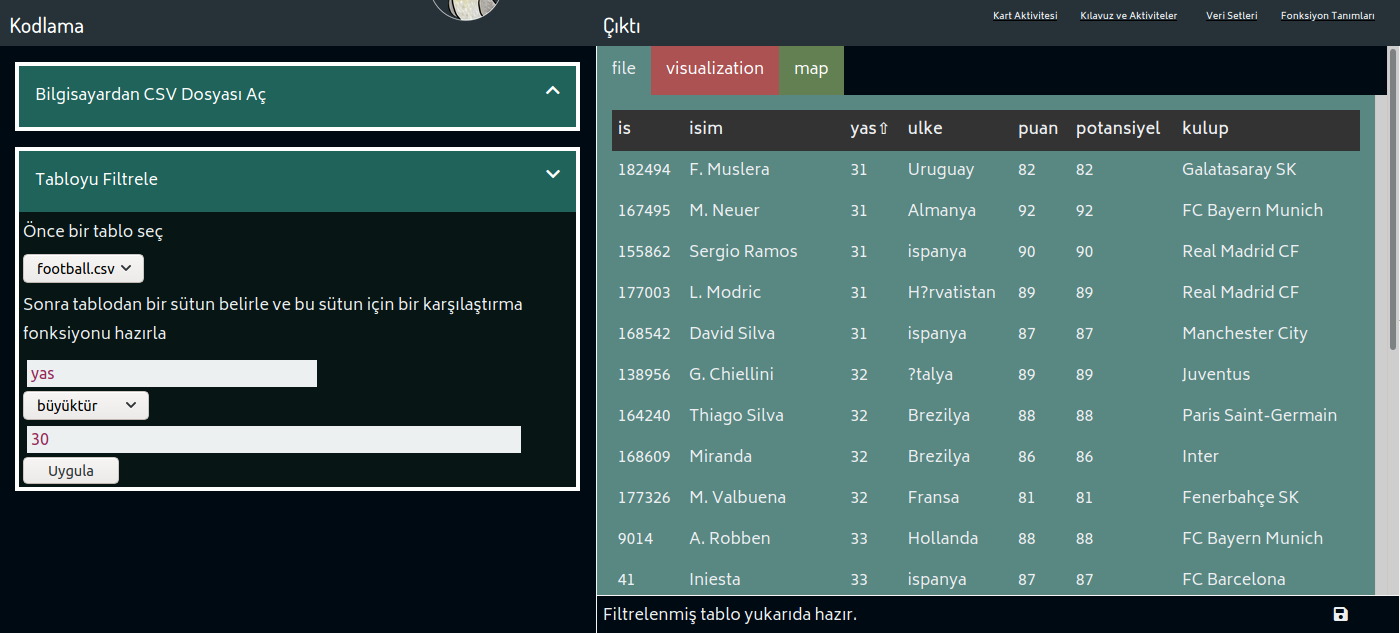 Kodlama
Çıktı
Kart Aktivitesi Kılavuz ve Aktiviteler Veri Setleri Fonksiyon Tanımları
Bilgisayardan CSV Dosyası Aç
Tabloyu Filtrele
Önce bir tablo seç
football.csv
Sonra tablodan bir sütun belirle ve bu sütun için bir karşılaştırma
fonksiyonu hazırla
yas
büyüktür
30
Uygula
file visualization map
is isim yas⇧ ulke puan potansiyel kulup
182494 F. Muslera 31 Uruguay 82 82 Galatasaray SK
167495 M. Neuer 31 Almanya 92 92 FC Bayern Munich
155862 Sergio Ramos 31 ispanya 90 90 Real Madrid CF
177003 L. Modric 31 H?rvatistan 89 89 Real Madrid CF
168542 David Silva 31 ispanya 87 87 Manchester City
138956 G. Chiellini 32 ?talya 89 89 Juventus
164240 Thiago Silva 32 Brezilya 88 88 Paris Saint-Germain
168609 Miranda 32 Brezilya 86 86 Inter
177326 M. Valbuena 32 Fransa 81 81 Fenerbahçe SK
9014 A. Robben 33 Hollanda 88 88 FC Bayern Munich
41 Iniesta 33 ispanya 87 87 FC Barcelona
Filtrelenmiş tablo yukarıda hazır.